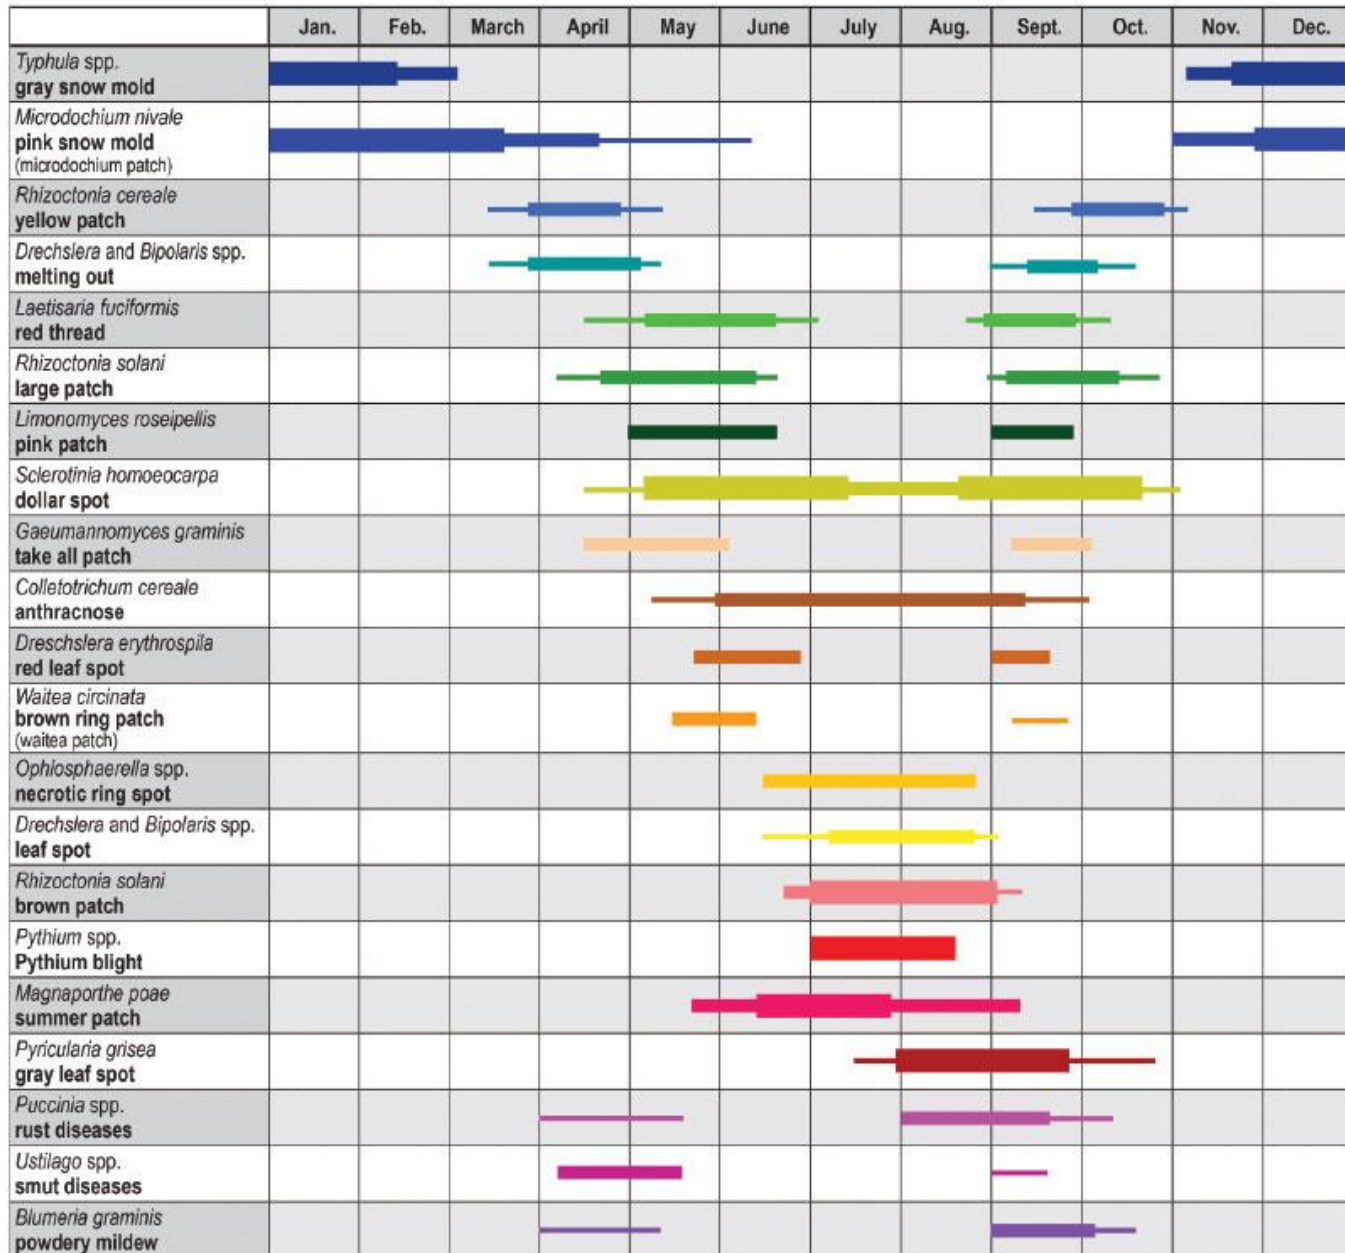 Jan. Feb. March April May June July Aug. Sept. Oct. Nov. Dec.
Typhula spp.
gray snow mold
Microdochium nivale
pink snow mold
(microdochium patch)
Rhizoctonia cereale
yellow patch
Drechslera and Bipolaris spp.
melting out
Laetisaria fuciformis
red thread
Rhizoctonia solani
large patch
Limonomyces roseipellis
pink patch
Sclerotinia homoeocarpa
dollar spot
Gaeumannomyces graminis
take all patch
Colletotrichum cereale
anthracnose
Dreschslera erythrospila
red leaf spot
Waitea circinata
brown ring patch
(waitea patch)
Ophiosphaerella spp.
necrotic ring spot
Drechslera and Bipolaris spp.
leaf spot
Rhizoctonia solani
brown patch
Pythium spp.
Pythium blight
Magnaporthe poae
summer patch
Pyricularia grisea
gray leaf spot
Puccinia spp.
rust diseases
Ustilago spp.
smut diseases
Blumeria graminis
powdery mildew